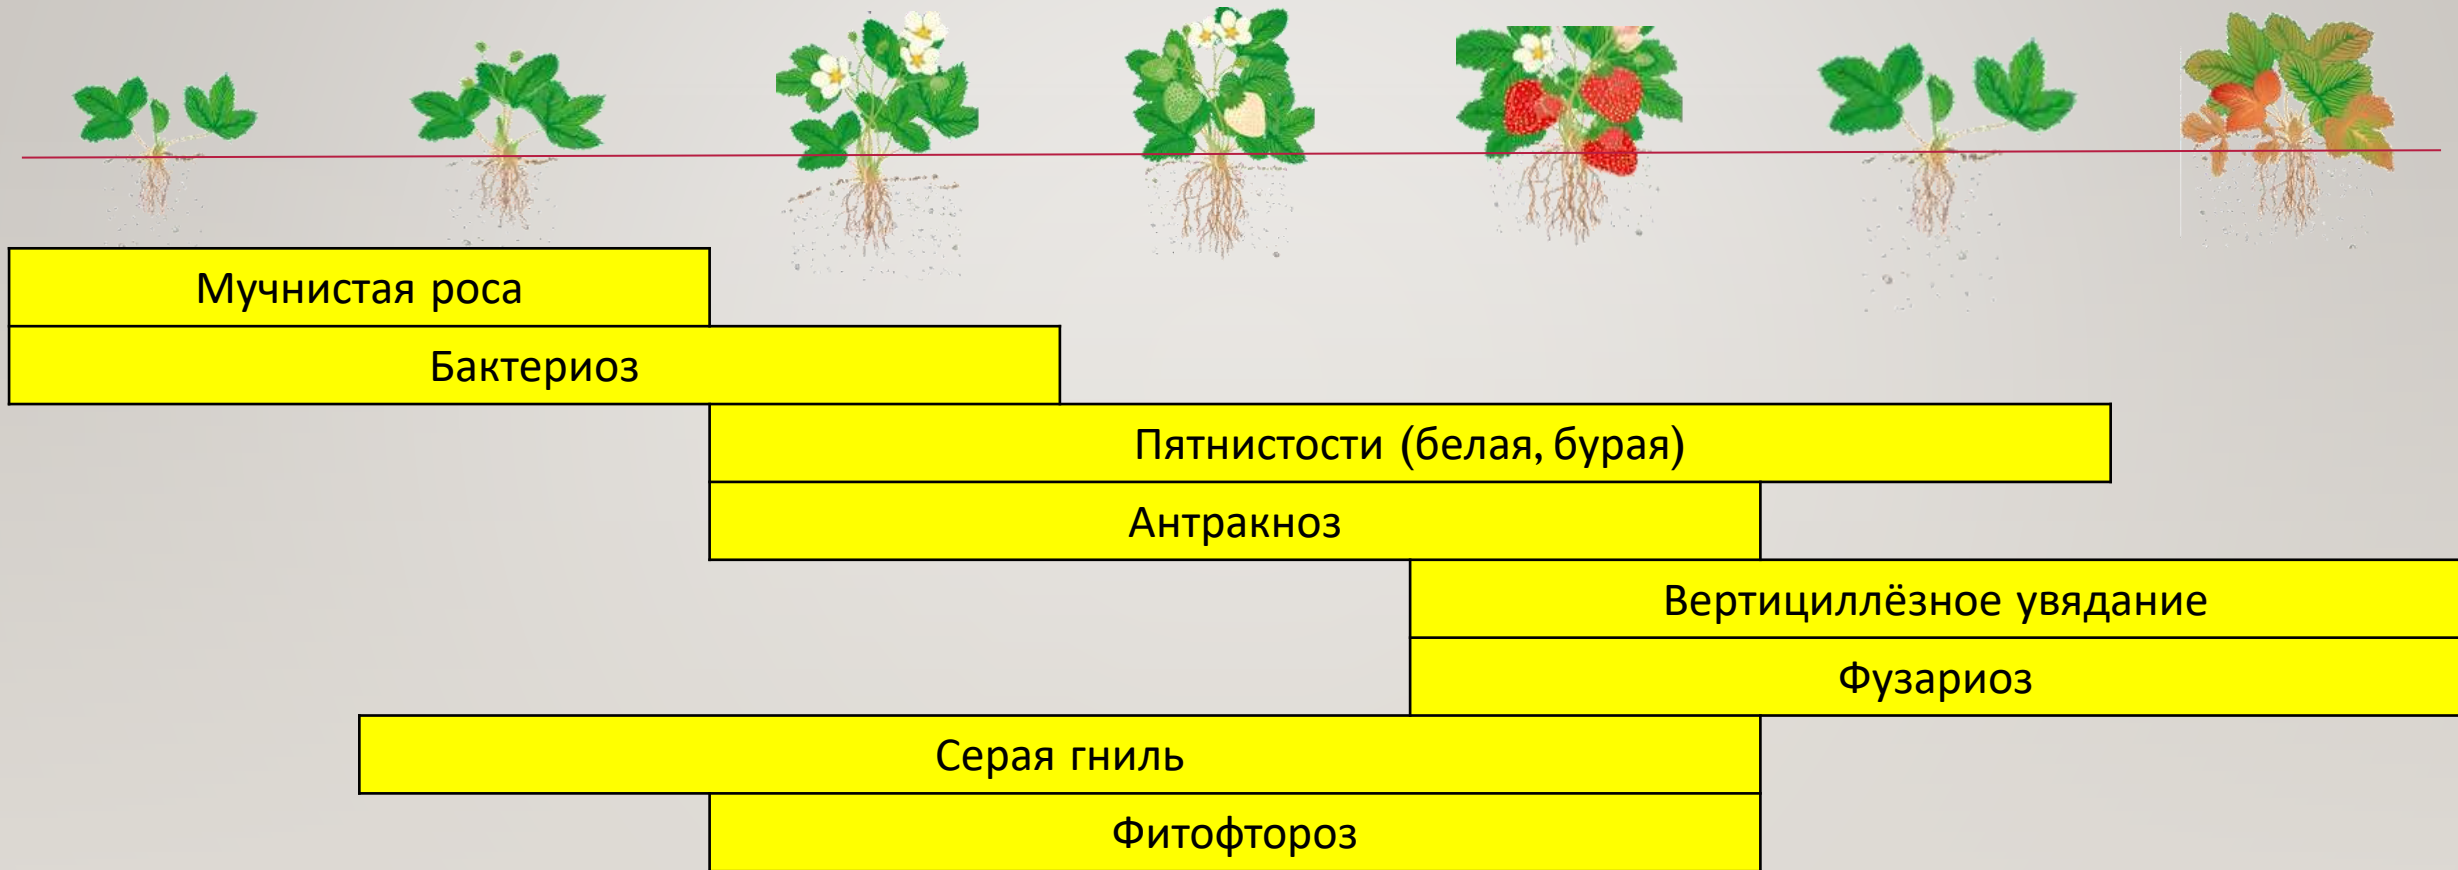 Мучнистая роса
Бактериоз
Пятнистости (белая, бурая)
Антракноз
Вертициллёзное увядание
Фузариоз
Серая гниль
Фитофтороз